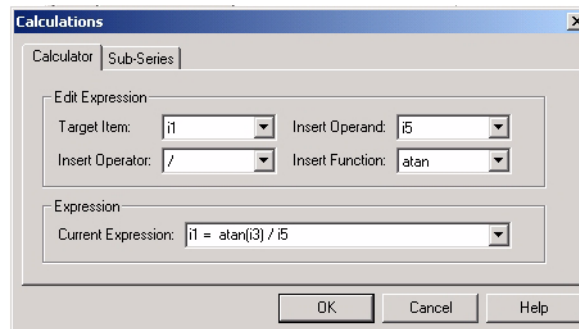 Calculations
Calculator Sub-Series
Edit Expression
Target Item: i1 Insert Operand: i5
Insert Operator: / Insert Function: atan
Expression
Current Expression: i1 = atan(i3) / i5
OK Cancel Help